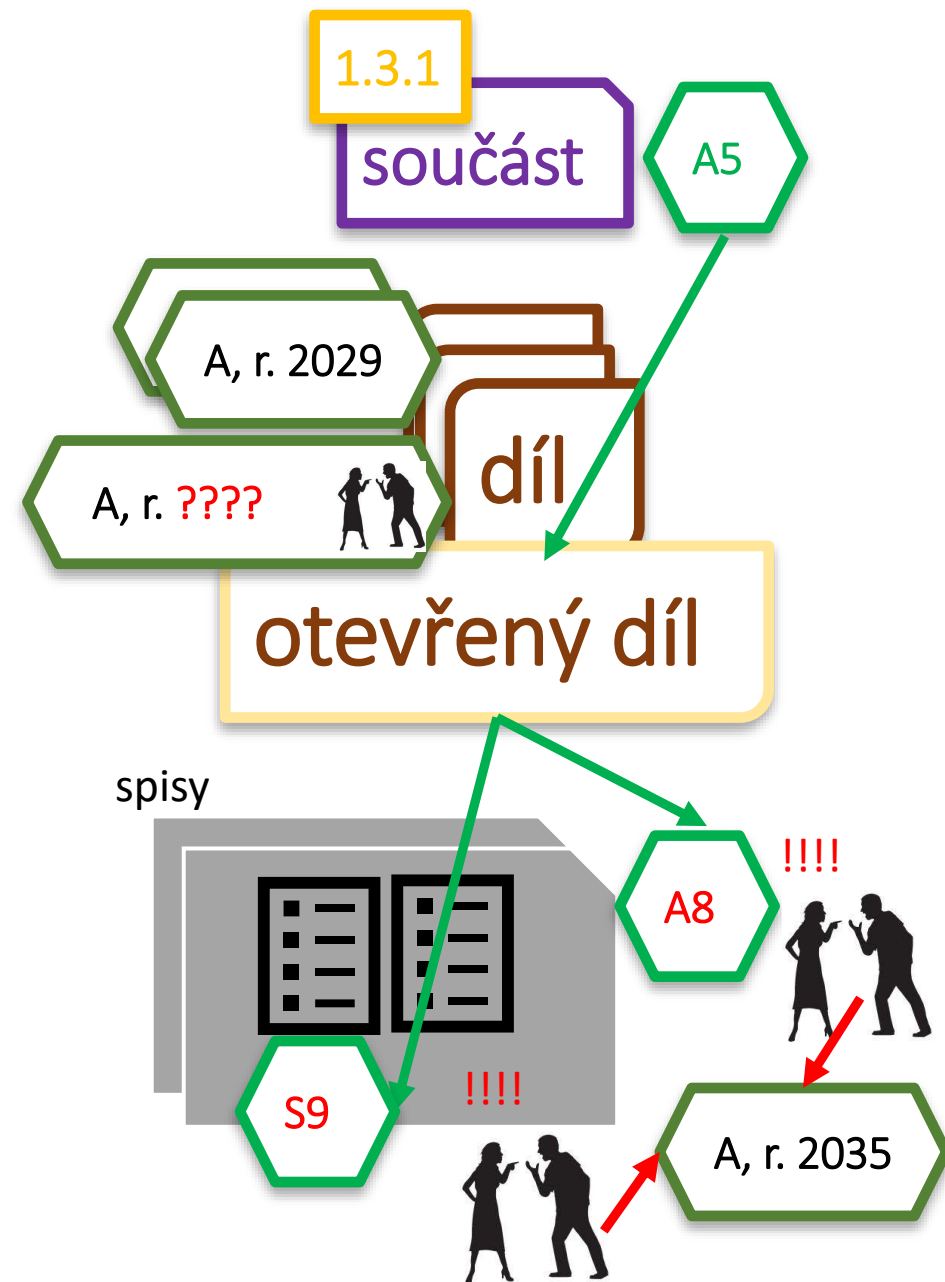 1.3.1
součást
A5
A, r. 2029
díl
A, r. ????
otevřený díl
spisy
!!!!
A8
!!!!
S9
A, r. 2035